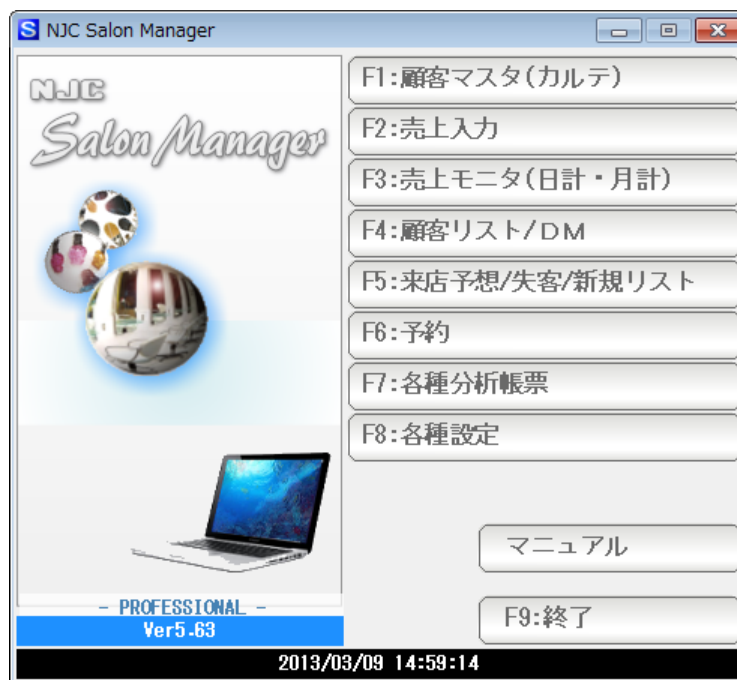 NJC Salon Manager
NJC
Salon Manager
F1:顧客マスタ(カルテ)
F2:売上入力
F3:売上モニタ(日計・月計)
F4:顧客リスト/DM
F5:来店予想/失客/新規リスト
F6:予約
F7:各種分析帳票
F8:各種設定
マニュアル
F9:終了
- PROFESSIONAL -
Ver5.63
2013/03/09 14:59:14